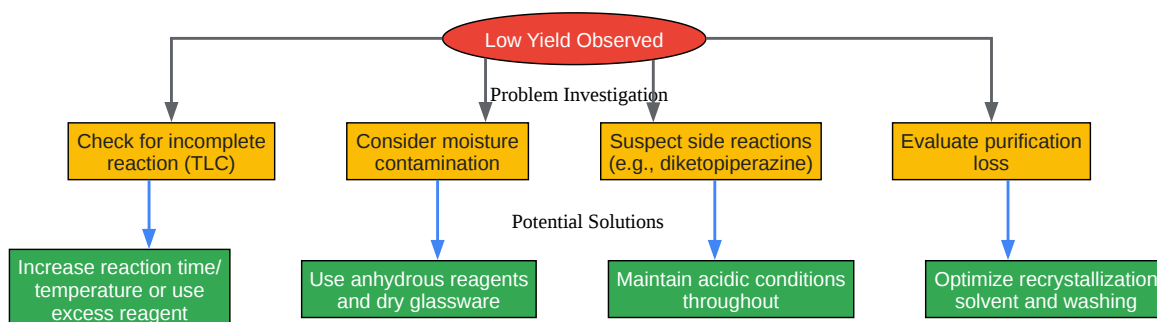 Low Yield Observed
Problem Investigation
Check for incomplete
reaction (TLC)
Consider moisture
contamination
Suspect side reactions
(e.g., diketopiperazine)
Evaluate purification
loss
Potential Solutions
Increase reaction time/
temperature or use
excess reagent
Use anhydrous reagents
and dry glassware
Maintain acidic conditions
throughout
Optimize recrystallization
solvent and washing